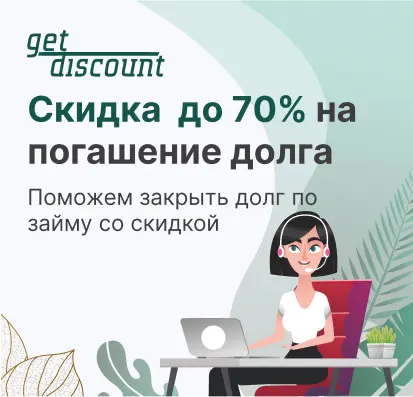 get
discount
Скидка до 70% на
погашение долга
Поможем закрыть долг по
займу со скидкой